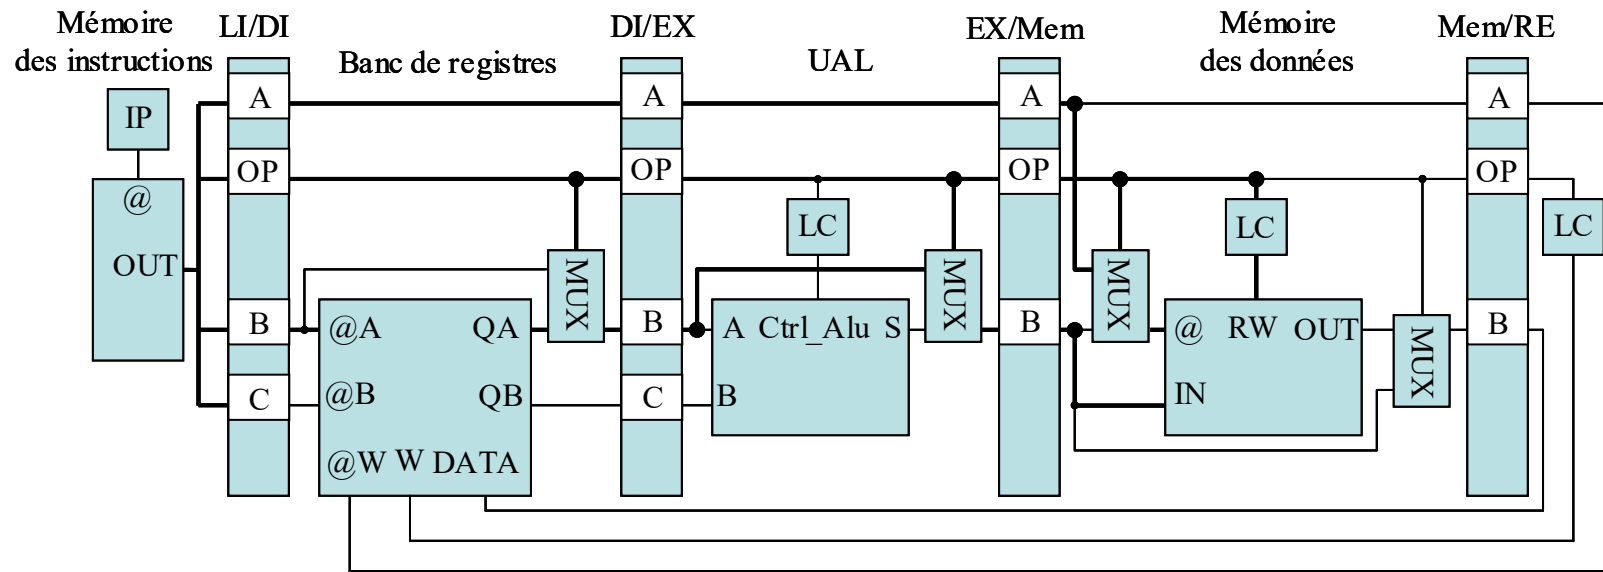 Mémoire
des instructions
LI/DI
Banc de registres
DI/EX
UAL
EX/Mem
Mémoire
des données
Mem/RE
IP
@
OUT
A
OP
B
C
@A
QA
@B
QB
@W W DATA
MUX
A
OP
B
C
LC
A Ctrl_Alu S
B
MUX
A
OP
B
MUX
LC
@ RW OUT
IN
MUX
A
OP
B
LC